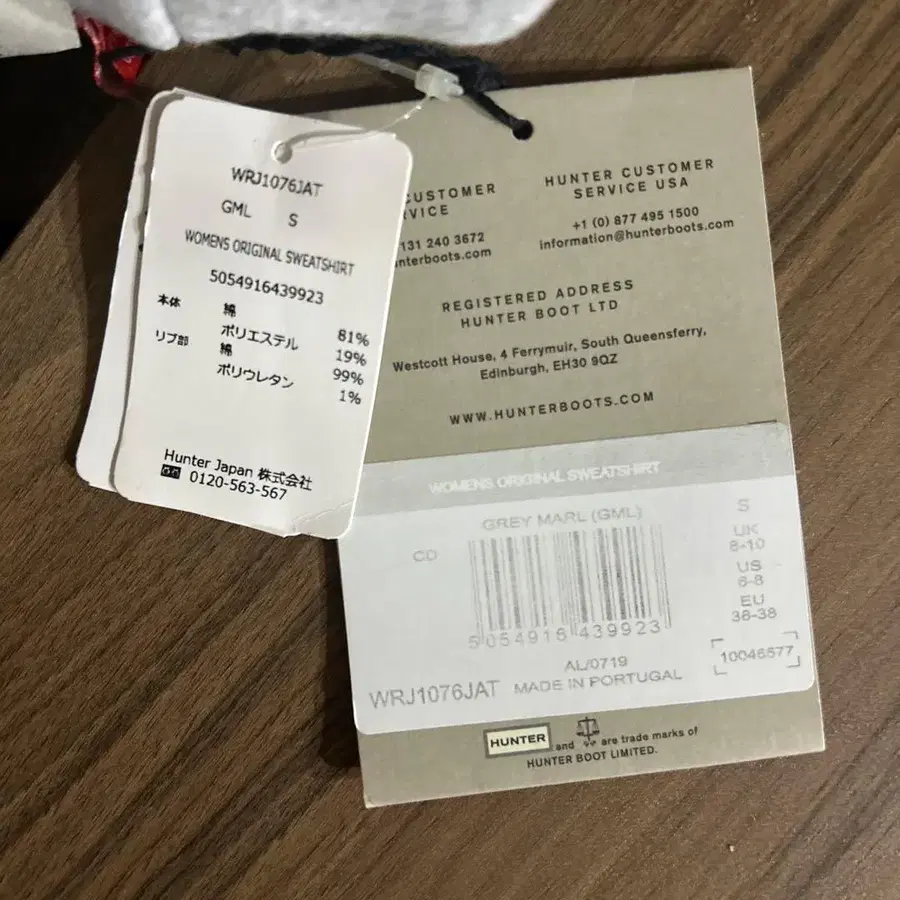 WRJ1076JAT
GML S
WOMENS ORIGINAL SWEATSHIRT
5054916439923
本体 綿 81%
ポリエステル 19%
リブ部 綿 99%
ポリウレタン 1%
Hunter Japan 株式会社
0120-563-567
CUSTOMER
RVICE
131 240 3672
nterboots.com
HUNTER CUSTOMER
SERVICE USA
+1 (0) 877 495 1500
information@hunterboots.com
REGISTERED ADDRESS
HUNTER BOOT LTD
Westcott House, 4 Ferrymuir, South Queensferry,
Edinburgh, EH30 9QZ
WWW.HUNTERBOOTS.COM
WOMENS ORIGINAL SWEATSHIRT
GREY MARL (GML)
CO
S
UK
8-10
US
6-8
EU
36-38
5 054916 439923
AL/0719
10046577
WRJ1076JAT MADE IN PORTUGAL
HUNTER and are trade marks of
HUNTER BOOT LIMITED.